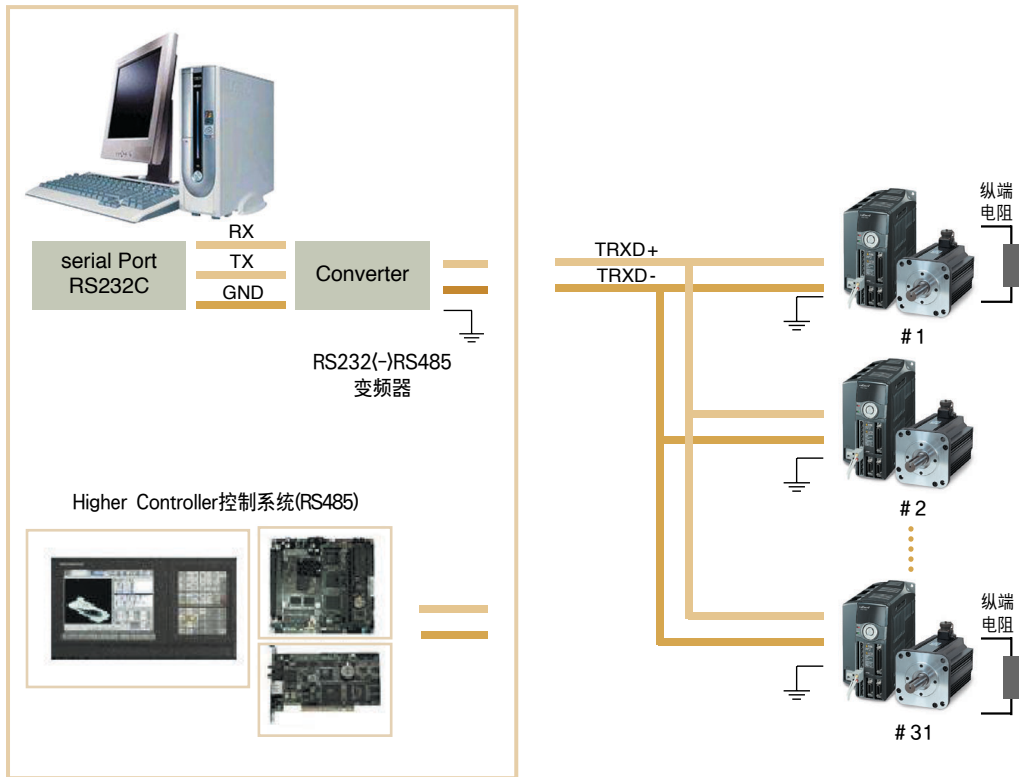 RX
serial Port
RS232C
TX
Converter
GND
RS232(-)RS485
变频器
Higher Controller控制系统(RS485)
TRXD+
TRXD-
纵端
电阻
#1
#2
纵端
电阻
#31